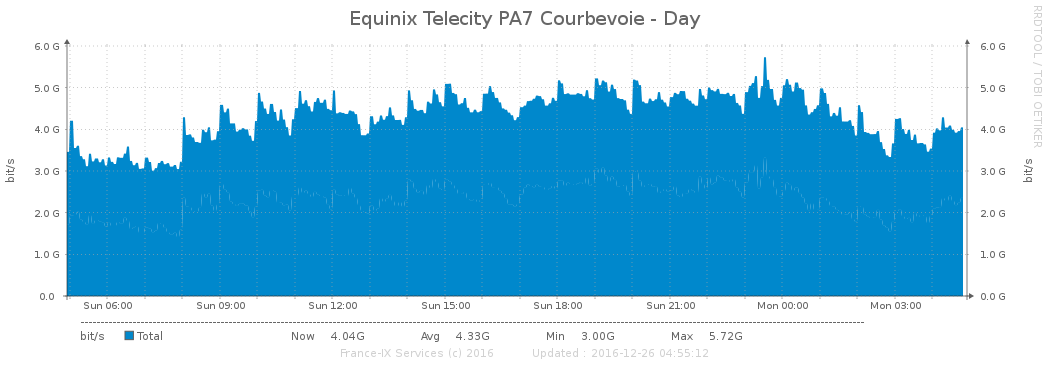 Equinix Telecity PA7 Courbevoie - Day
RRDTOOL / TOBI OETIKER
bit/s
6.0 G
5.0 G
4.0 G
3.0 G
2.0 G
1.0 G
0.0
6.0 G
5.0 G
4.0 G
3.0 G
2.0 G
1.0 G
0.0 G
bit/s
Sun 06:00 Sun 09:00 Sun 12:00 Sun 15:00 Sun 18:00 Sun 21:00 Mon 00:00 Mon 03:00
bit/s Total Now 4.04G Avg 4.33G Min 3.00G Max 5.72G
France-IX Services (c) 2016 Updated : 2016-12-26 04:55:12